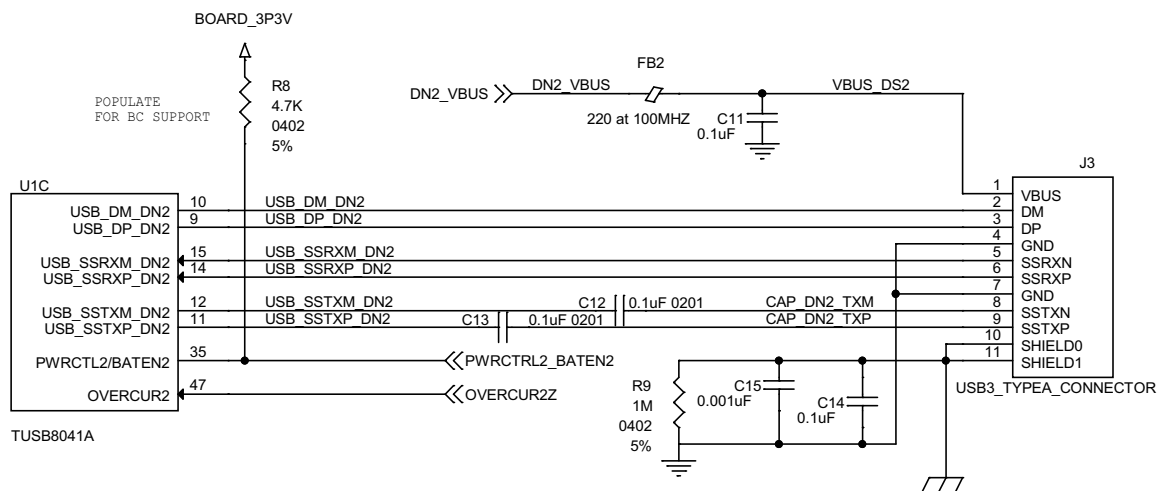 BOARD_3P3V
POPULATE
FOR BC SUPPORT
R8
4.7K
0402
5%
DN2_VBUS
DN2_VBUS
FB2
220 at 100MHZ
VBUS_DS2
C11
0.1uF
J3
U1C
USB_DM_DN2 10 USB_DM_DN2
USB_DP_DN2 9 USB_DP_DN2
USB_SSRXM_DN2 15 USB_SSRXM_DN2
USB_SSRXP_DN2 14 USB_SSRXP_DN2
USB_SSTXM_DN2 12 USB_SSTXM_DN2 C12 0.1uF 0201 CAP_DN2_TXM
USB_SSTXP_DN2 11 USB_SSTXP_DN2 C13 0.1uF 0201 CAP_DN2_TXP
PWRCTL2/BATEN2 35 PWRCTRL2_BATEN2
OVERCUR2 47 OVERCUR2Z
TUSB8041A
1 VBUS
2 DM
3 DP
4 GND
5 SSRXN
6 SSRXP
7 GND
8 SSTXN
9 SSTXP
10 SHIELD0
11 SHIELD1
USB3_TYPEA_CONNECTOR
R9
1M
0402
5%
C15
0.001uF
C14
0.1uF